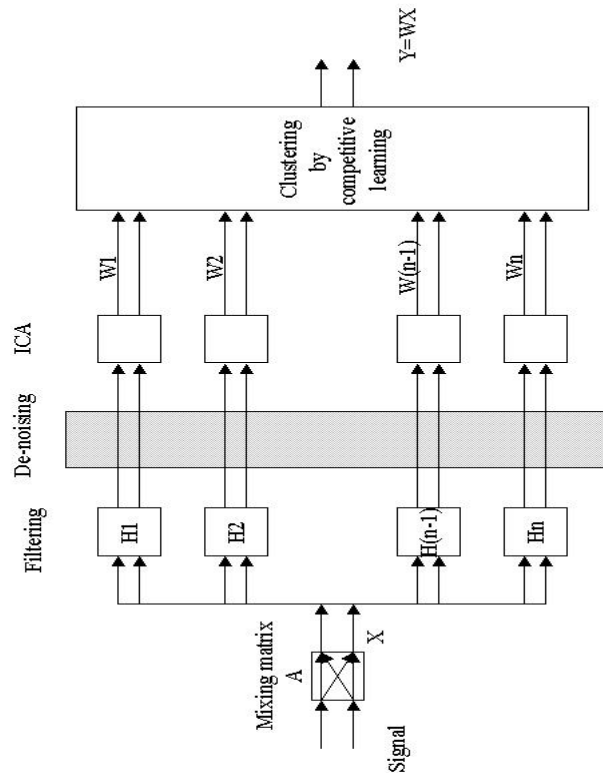 Signal
Mixing matrix
A
X
Filtering
De-noising
ICA
H1
H2
H(n-1)
Hn
W1
W2
W(n-1)
Wn
Clustering
by
competitive
learning
Y=WX